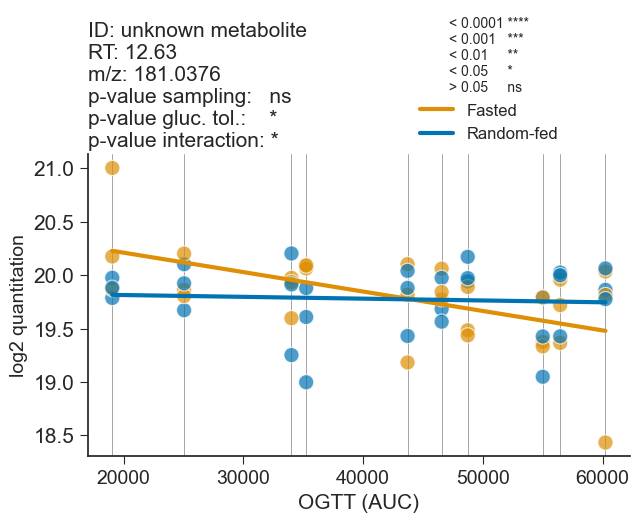 ID: unknown metabolite
RT: 12.63
m/z: 181.0376
p-value sampling: ns
p-value gluc. tol.: *
p-value interaction: *
< 0.0001 ****
< 0.001 ***
< 0.01 **
< 0.05 *
> 0.05 ns
Fasted
Random-fed
21.0
20.5
20.0
19.5
19.0
18.5
log2 quantitation
20000 30000 40000 50000 60000
OGTT (AUC)